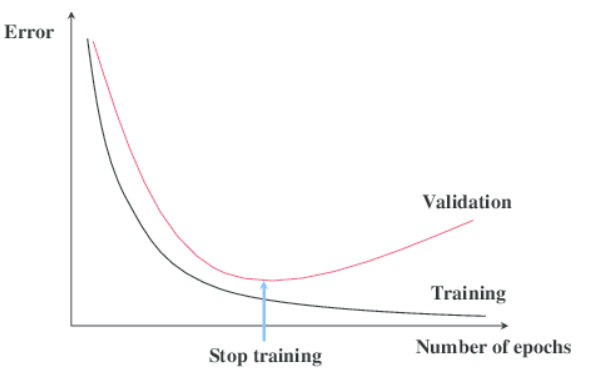 Error
Validation
Training
Number of epochs
Stop training